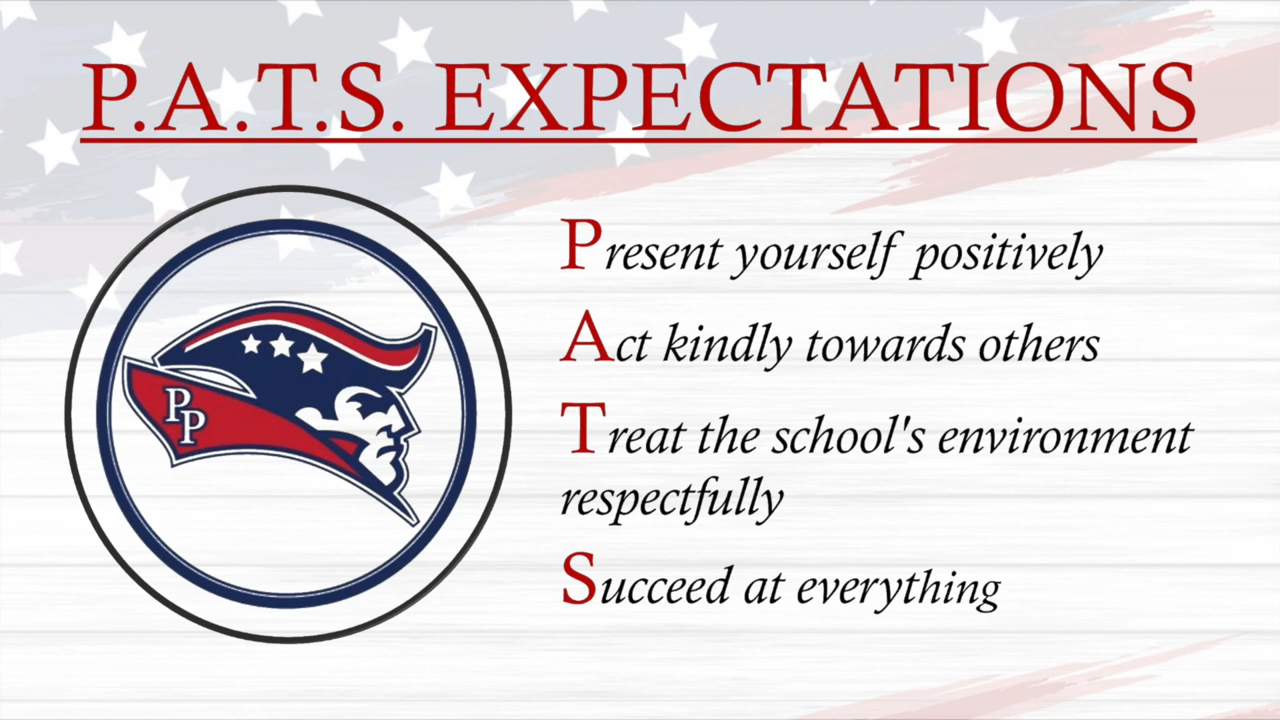 P.A.T.S. EXPECTATIONS
PP
Present yourself positively
Act kindly towards others
Treat the school's environment
respectfully
Succeed at everything